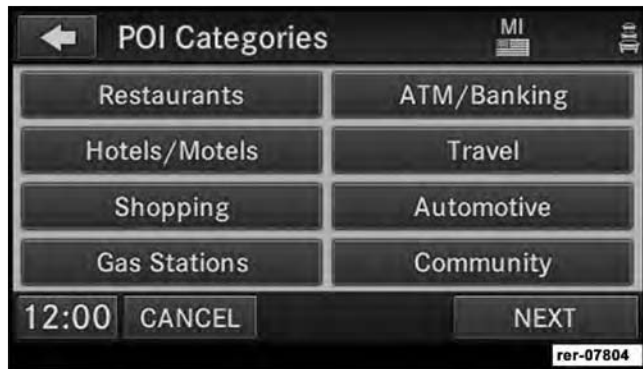 POI Categories MI
Restaurants ATM/Banking
Hotels/Motels Travel
Shopping Automotive
Gas Stations Community
12:00 CANCEL NEXT
rer-07804